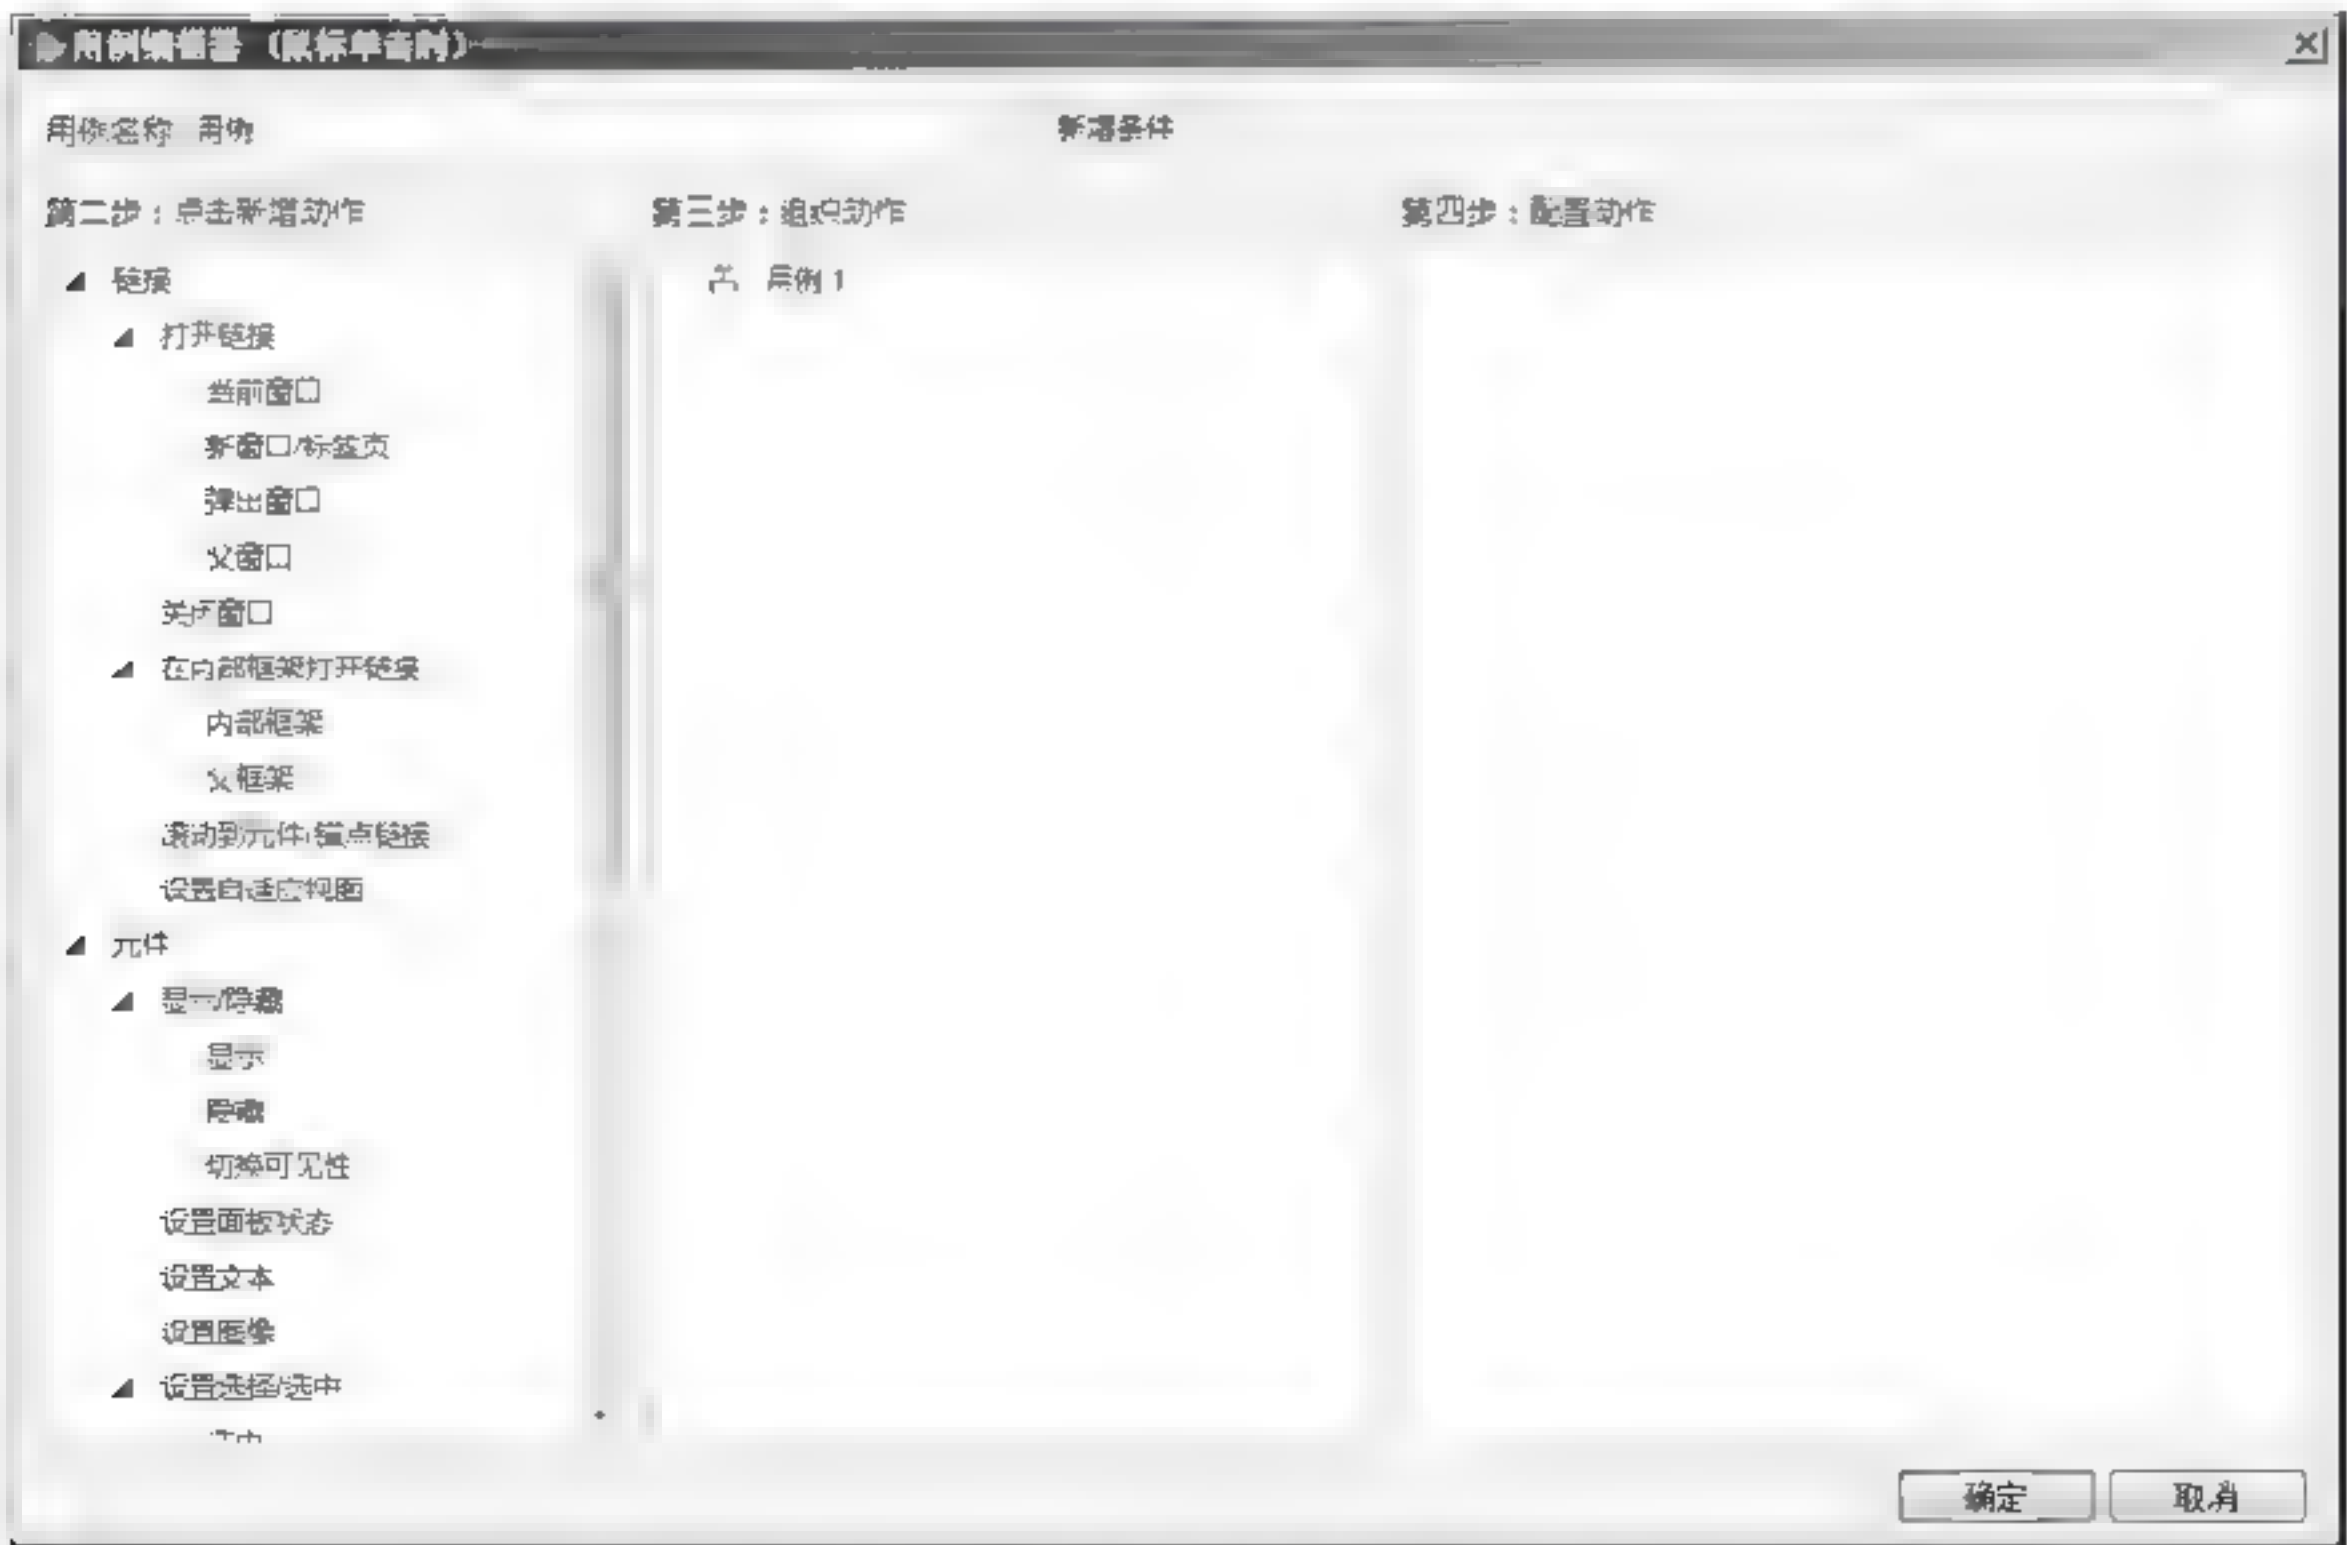 用例编辑器 （鼠标单击时）
用例名称 用例
新增条件
第二步：点击新增动作
链接
打开链接
当前窗口
新窗口/标签页
弹出窗口
父窗口
关闭窗口
在内部框架打开链接
内部框架
父框架
滚动到元件<锚点链接>
设置自适应视图
元件
显示/隐藏
显示
隐藏
切换可见性
设置面板状态
设置文本
设置图像
设置选择/选中
选中
第三步：组织动作
用例 1
第四步：配置动作
确定
取消